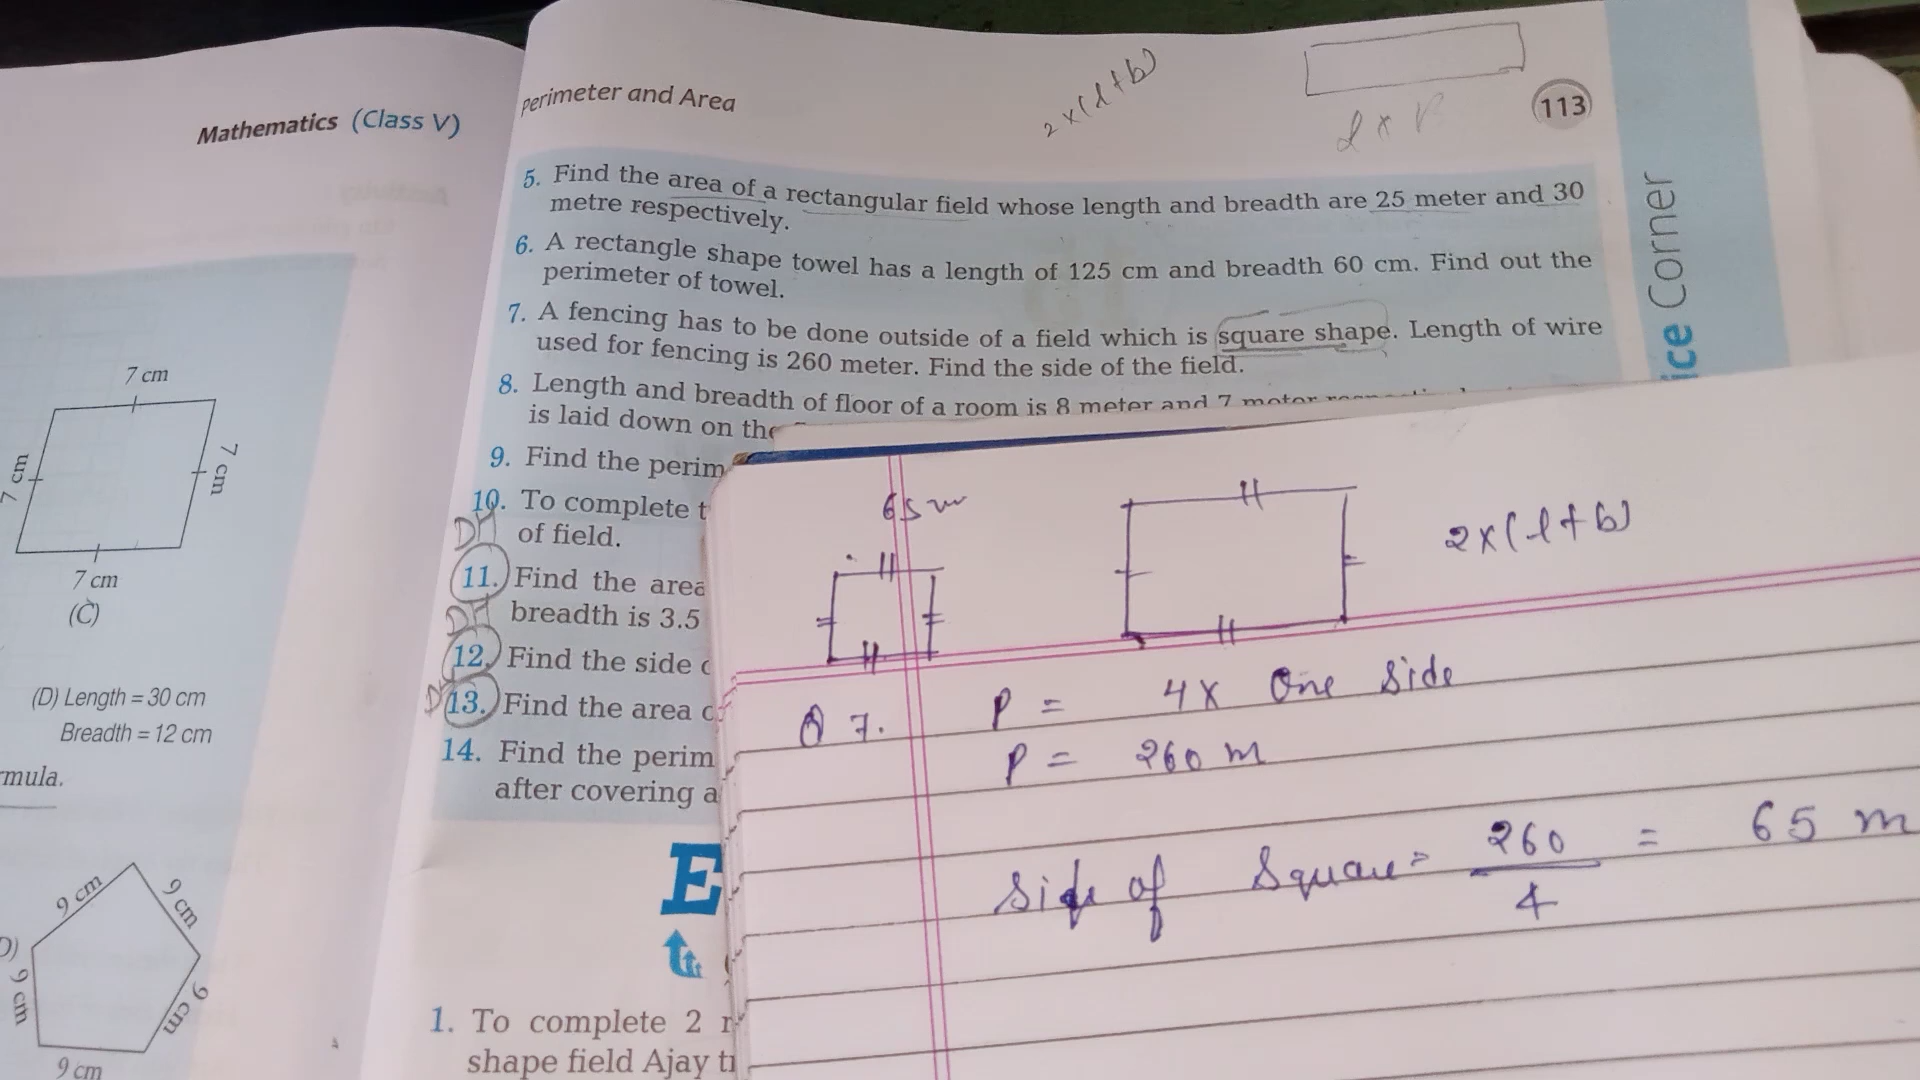 Mathematics (Class V)
7 cm
7 cm
7 cm
7 cm
(C)
(D) Length = 30 cm
Breadth = 12 cm
mula.
9 cm
9 cm
D)
9 cm
9 cm
9 cm
perimeter and Area
2×(l+b)
l × B
113
5. Find the area of a rectangular field whose length and breadth are 25 meter and 30
metre respectively.
6. A rectangle shape towel has a length of 125 cm and breadth 60 cm. Find out the
perimeter of towel.
7. A fencing has to be done outside of a field which is square shape. Length of wire
used for fencing is 260 meter. Find the side of the field.
8. Length and breadth of floor of a room is 8 meter and 7
is laid down on the
9. Find the perim
10. To complete t
of field.
DH
11. Find the area
breadth is 3.5
DH
12. Find the side
13. Find the area
14. Find the perim
after covering a
E
1. To complete 2
shape field Ajay
ice Corner
65 m
2×(l+b)
Q 7. P = 4× One Side
P = 260 m
Side of Square = 260 = 65 m
4